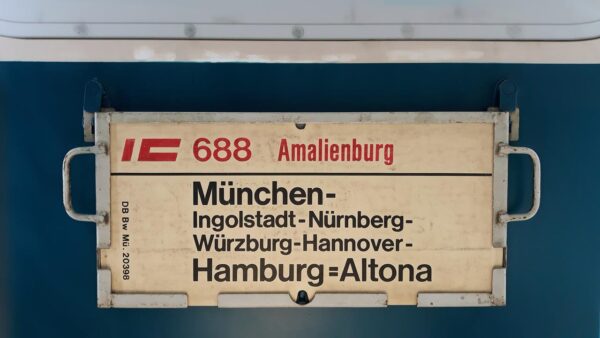 IC 688 Amalienburg
München-
Ingolstadt-Nürnberg-
Würzburg-Hannover-
Hamburg=Altona
DB Bw Mü. 20398